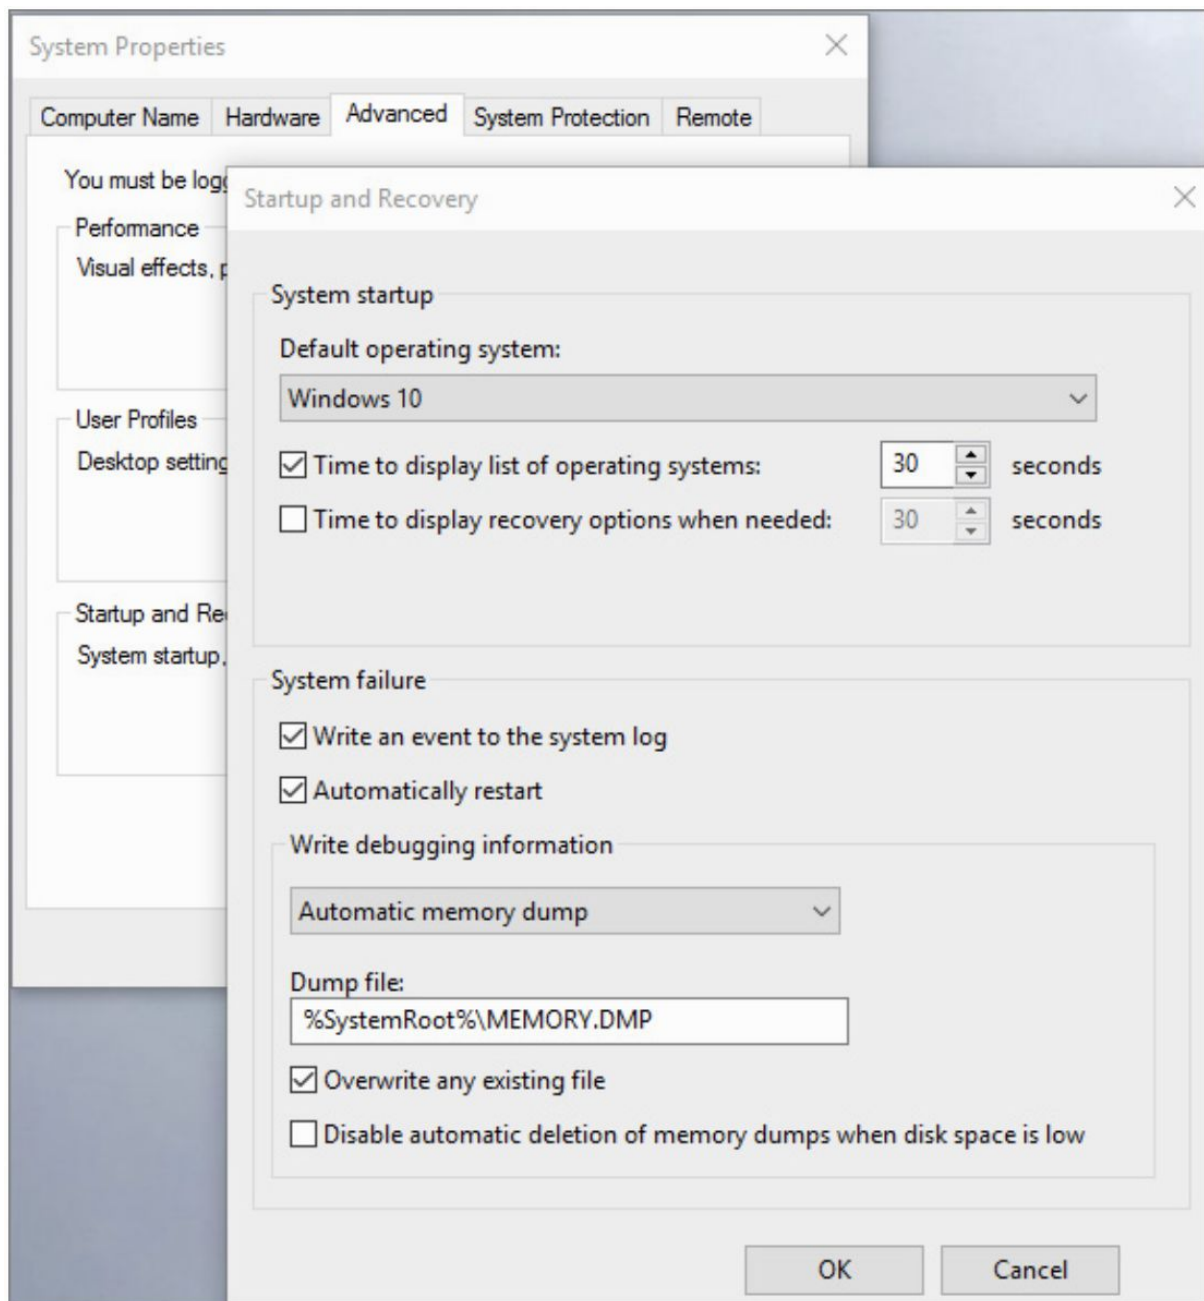 System Properties
Computer Name Hardware Advanced System Protection Remote
You must be logg
Startup and Recovery
Performance
Visual effects, p
System startup
Default operating system:
Windows 10
User Profiles
Desktop setting
Time to display list of operating systems: 30 seconds
Time to display recovery options when needed: 30 seconds
Startup and Re
System startup,
System failure
Write an event to the system log
Automatically restart
Write debugging information
Automatic memory dump
Dump file:
%SystemRoot%\MEMORY.DMP
Overwrite any existing file
Disable automatic deletion of memory dumps when disk space is low
OK Cancel